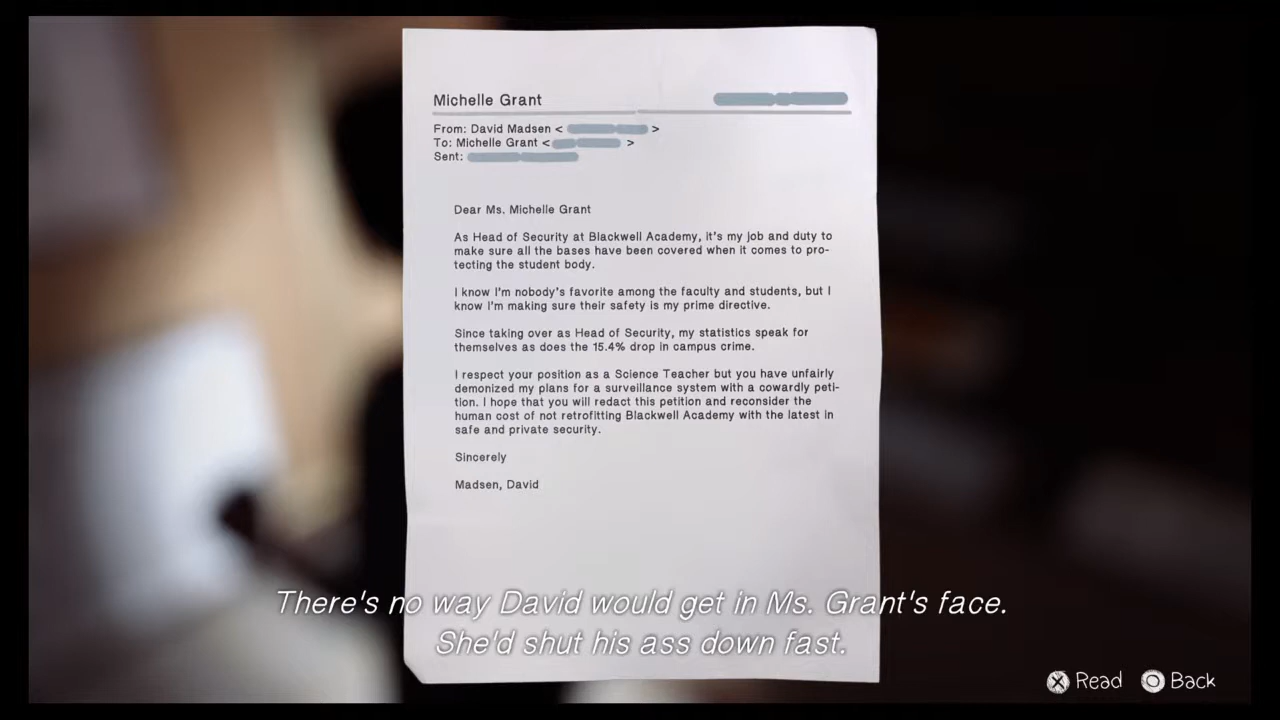 Michelle Grant
From: David Madsen < >
To: Michelle Grant < >
Sent:
Dear Ms. Michelle Grant
As Head of Security at Blackwell Academy, it's my job and duty to
make sure all the bases have been covered when it comes to pro-
tecting the student body.
I know I'm nobody's favorite among the faculty and students, but I
know I'm making sure their safety is my prime directive.
Since taking over as Head of Security, my statistics speak for
themselves as does the 15.4% drop in campus crime.
I respect your position as a Science Teacher but you have unfairly
demonized my plans for a surveillance system with a cowardly peti-
tion. I hope that you will redact this petition and reconsider the
human cost of not retrofitting Blackwell Academy with the latest in
safe and private security.
Sincerely
Madsen, David
There's no way David would get in Ms. Grant's face.
She'd shut his ass down fast.
Read Back